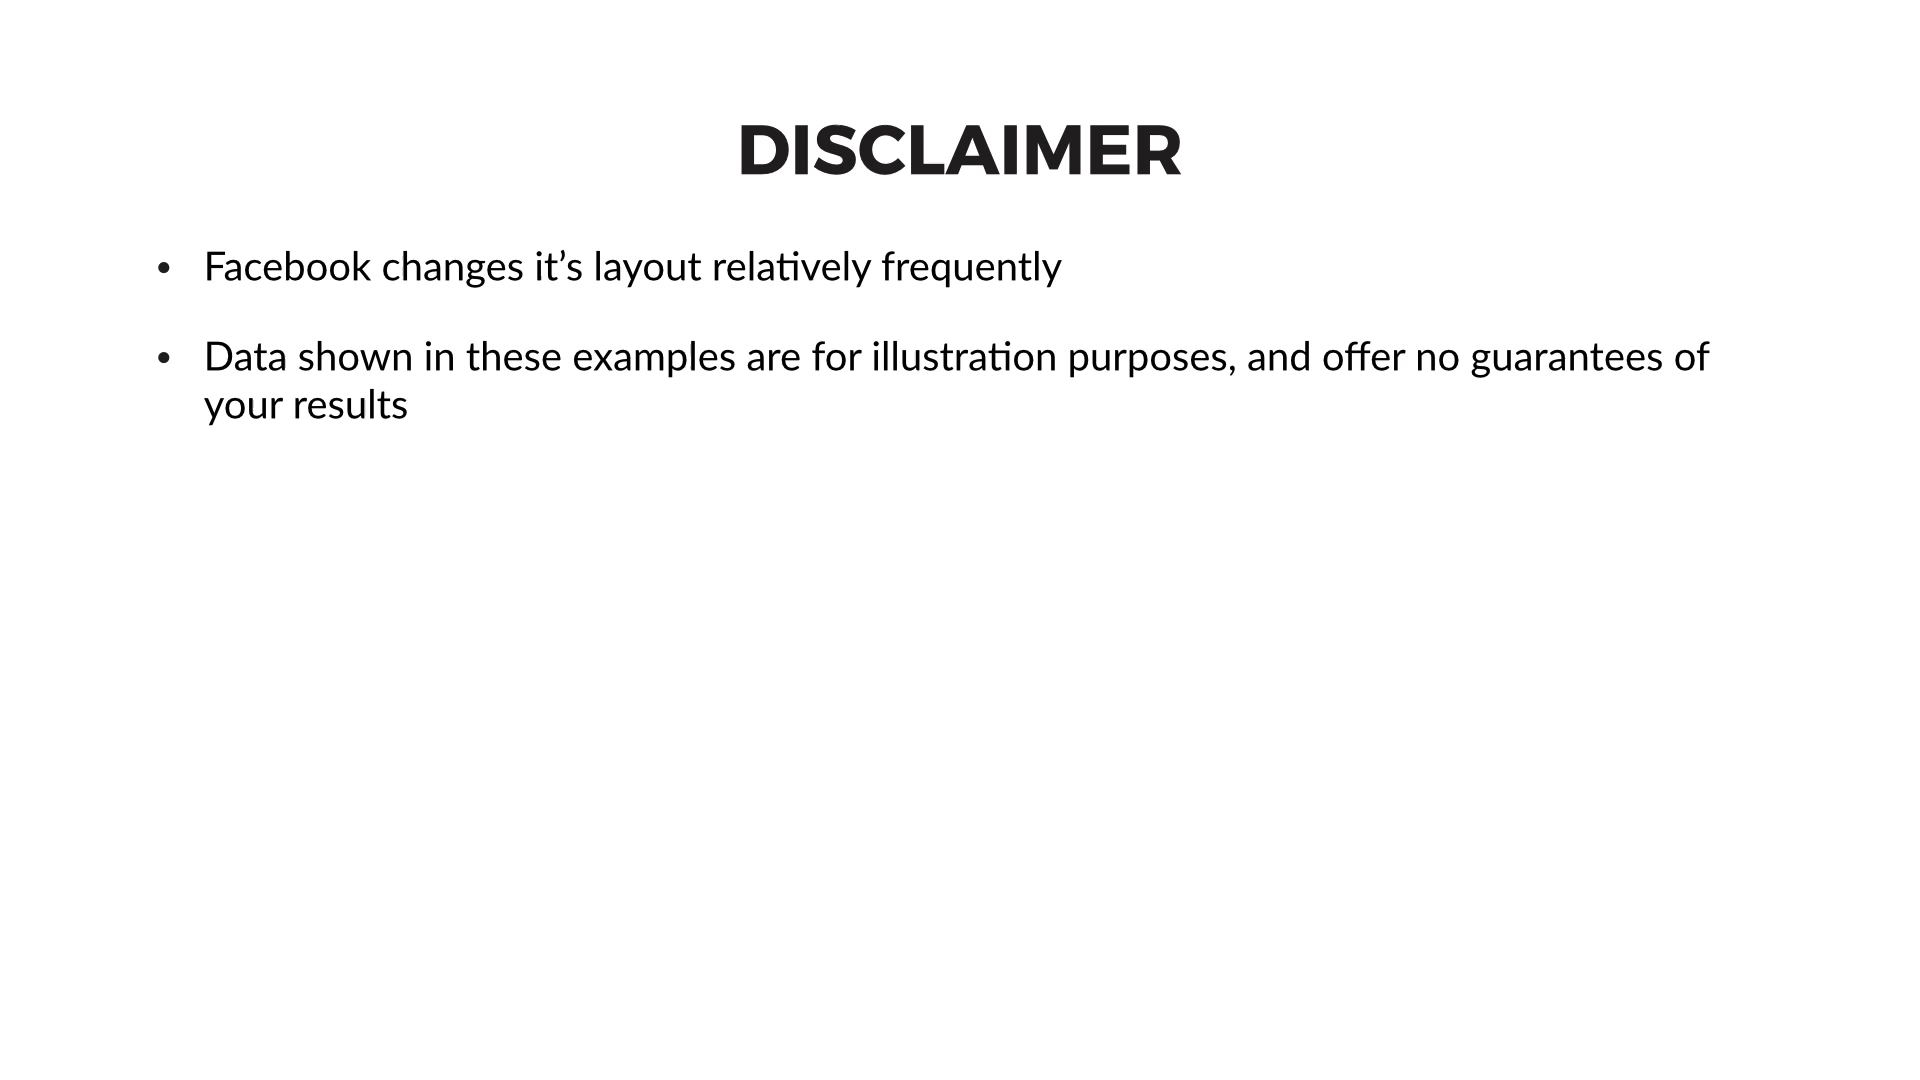 DISCLAIMER
• Facebook changes it’s layout relatively frequently
• Data shown in these examples are for illustration purposes, and offer no guarantees of
your results